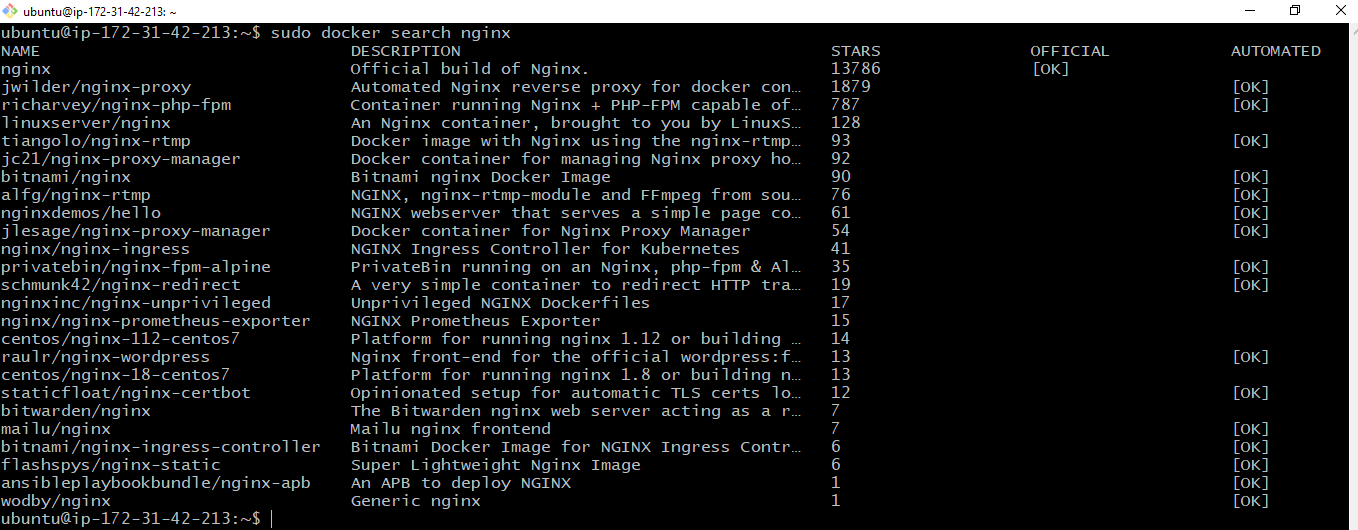 ubuntu@ip-172-31-42-213: ~
ubuntu@ip-172-31-42-213:~$ sudo docker search nginx
NAME DESCRIPTION STARS OFFICIAL AUTOMATED
nginx Official build of Nginx. 13786 [OK]
jwilder/nginx-proxy Automated Nginx reverse proxy for docker con… 1879 [OK]
richarvey/nginx-php-fpm Container running Nginx + PHP-FPM capable of… 787 [OK]
linuxserver/nginx An Nginx container, brought to you by LinuxS… 128
tiangolo/nginx-rtmp Docker image with Nginx using the nginx-rtmp… 93 [OK]
jc21/nginx-proxy-manager Docker container for managing Nginx proxy ho… 92
bitnami/nginx Bitnami nginx Docker Image 90 [OK]
alfg/nginx-rtmp NGINX, nginx-rtmp-module and FFmpeg from sou… 76 [OK]
nginxdemos/hello NGINX webserver that serves a simple page co… 61 [OK]
jlesage/nginx-proxy-manager Docker container for Nginx Proxy Manager 54 [OK]
nginx/nginx-ingress NGINX Ingress Controller for Kubernetes 41
privatebin/nginx-fpm-alpine PrivateBin running on an Nginx, php-fpm & Al… 35 [OK]
schmunk42/nginx-redirect A very simple container to redirect HTTP tra… 19 [OK]
nginxinc/nginx-unprivileged Unprivileged NGINX Dockerfiles 17
nginx/nginx-prometheus-exporter NGINX Prometheus Exporter 15
centos/nginx-112-centos7 Platform for running nginx 1.12 or building … 14
raulr/nginx-wordpress Nginx front-end for the official wordpress:f… 13 [OK]
centos/nginx-18-centos7 Platform for running nginx 1.8 or building n… 13
staticfloat/nginx-certbot Opinionated setup for automatic TLS certs lo… 12 [OK]
bitwarden/nginx The Bitwarden nginx web server acting as a r… 7
mailu/nginx Mailu nginx frontend 7 [OK]
bitnami/nginx-ingress-controller Bitnami Docker Image for NGINX Ingress Contr… 6 [OK]
flashspys/nginx-static Super Lightweight Nginx Image 6 [OK]
ansibleplaybookbundle/nginx-apb An APB to deploy NGINX 1 [OK]
wodby/nginx Generic nginx 1 [OK]
ubuntu@ip-172-31-42-213:~$